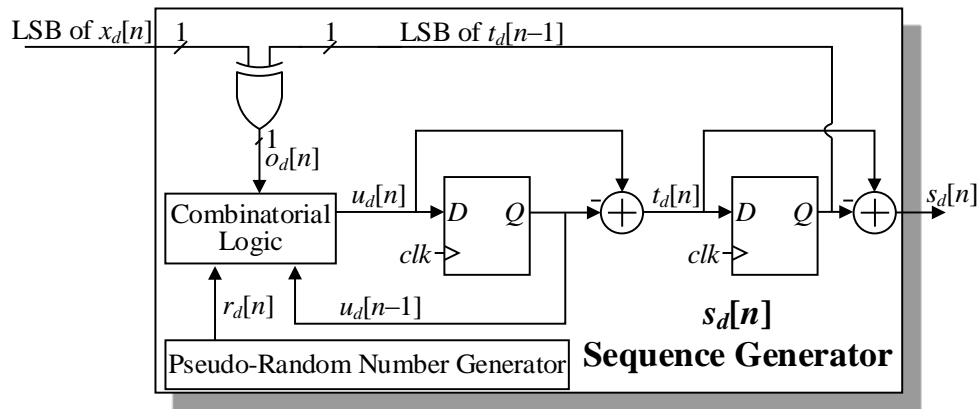 LSB of x_d[n]
1
1
LSB of t_d[n–1]
1
o_d[n]
Combinatorial
Logic
u_d[n]
D
Q
clk
-
t_d[n]
D
Q
clk
-
s_d[n]
r_d[n]
u_d[n–1]
s_d[n]
Sequence Generator
Pseudo-Random Number Generator